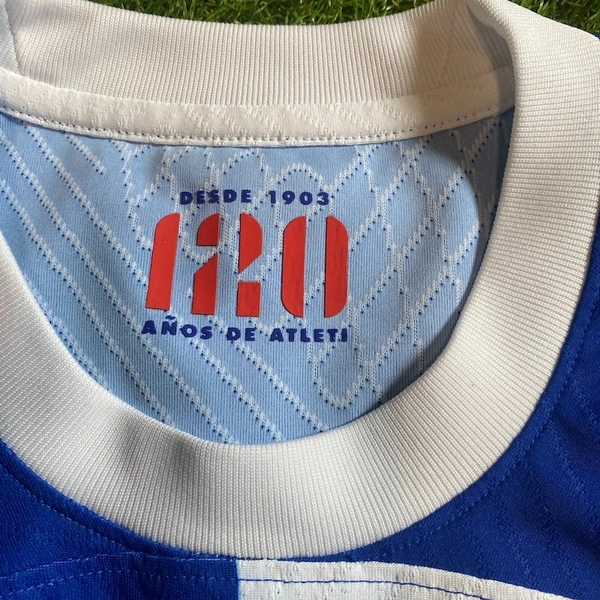 DESDE 1903
120
AÑOS DE ATLETI